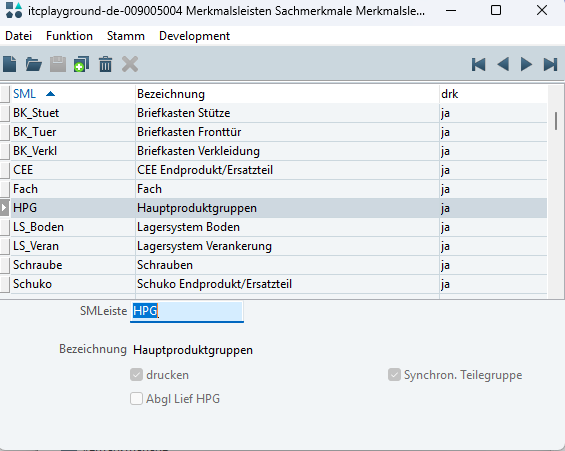 itcplayground-de-009005004 Merkmalsleisten Sachmerkmale Merkmalsle...
Datei Funktion Stamm Development
SML Bezeichnung drk
BK_Stuet Briefkasten Stütze ja
BK_Tuer Briefkasten Fronttür ja
BK_Verkl Briefkasten Verkleidung ja
CEE CEE Endprodukt/Ersatzteil ja
Fach Fach ja
HPG Hauptproduktgruppen ja
LS_Boden Lagersystem Boden ja
LS_Veran Lagersystem Verankerung ja
Schraube Schrauben ja
Schuko Schuko Endprodukt/Ersatzteil ja
SMLeiste HPG
Bezeichnung Hauptproduktgruppen
drucken Synchron. Teilegruppe
Abgl Lief HPG